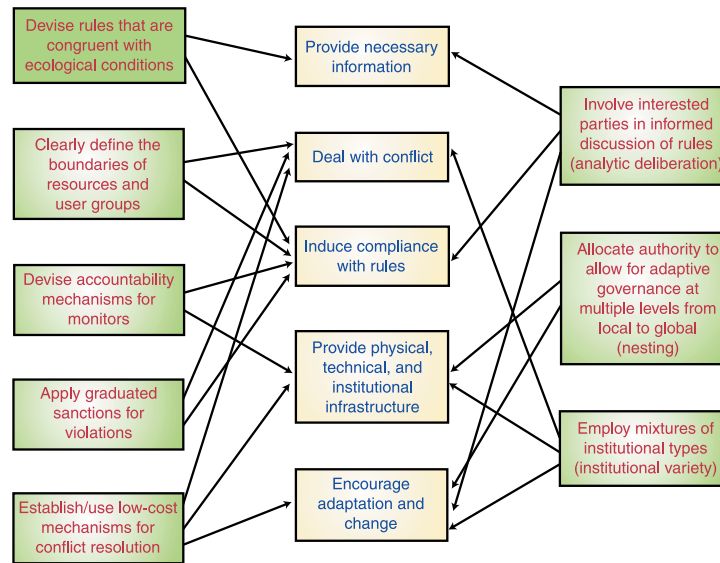 Devise rules that are
congruent with
ecological conditions
Clearly define the
boundaries of
resources and
user groups
Devise accountability
mechanisms for
monitors
Apply graduated
sanctions for
violations
Establish/use low-cost
mechanisms for
conflict resolution
Provide necessary
information
Deal with conflict
Induce compliance
with rules
Provide physical,
technical, and
institutional
infrastructure
Encourage
adaptation and
change
Involve interested
parties in informed
discussion of rules
(analytic deliberation)
Allocate authority to
allow for adaptive
governance at
multiple levels from
local to global
(nesting)
Employ mixtures of
institutional types
(institutional variety)